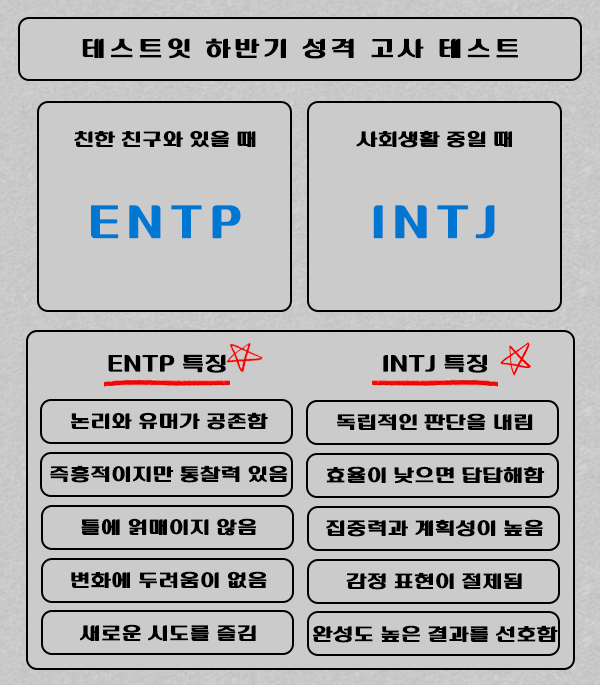 테스트잇 하반기 성격 고사 테스트
친한 친구와 있을 때
사회생활 중일 때
ENTP
INTJ
ENTP 특징
INTJ 특징
논리와 유머가 공존함
독립적인 판단을 내림
즉흥적이지만 통찰력 있음
효율이 낮으면 답답해함
틀에 얽매이지 않음
집중력과 계획성이 높음
변화에 두려움이 없음
감정 표현이 절제됨
새로운 시도를 즐김
완성도 높은 결과를 선호함